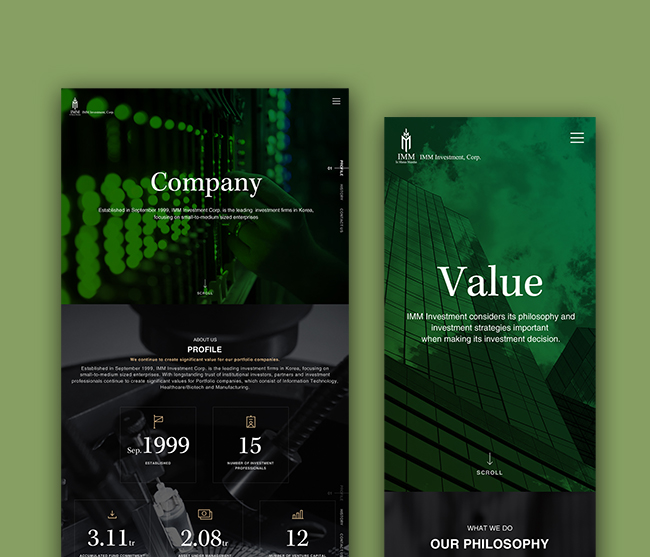 IMM
IMM Investment, Corp.
Company
Established in September 1999, IMM Investment Corp. is the leading investment firms in Korea,
focusing on small-to-medium sized enterprises
01
PROFILE
HISTORY
CONTACT US
SCROLL
ABOUT US
PROFILE
We continue to create significant value for our portfolio companies.
Established in September 1999, IMM Investment Corp. is the leading investment firms in Korea, focusing on
small-to-medium sized enterprises. With longstanding trust of institutional investors, partners and investment
professionals continue to create significant values for Portfolio companies, which consist of Information Technology,
Healthcare/Biotech and Manufacturing.
Sep.1999
ESTABLISHED
15
NUMBER OF INVESTMENT
PROFESSIONALS
HISTORY
CONTACT US
3.11tr
ACCUMULATED FUND COMMITMENT
2.08tr
ASSET UNDER MANAGEMENT
12
NUMBER OF VENTURE CAPITAL
IMM
IMM Investment, Corp.
Value
IMM Investment considers its philosophy and
investment strategies important
when making its investment decision.
SCROLL
WHAT WE DO
OUR PHILOSOPHY